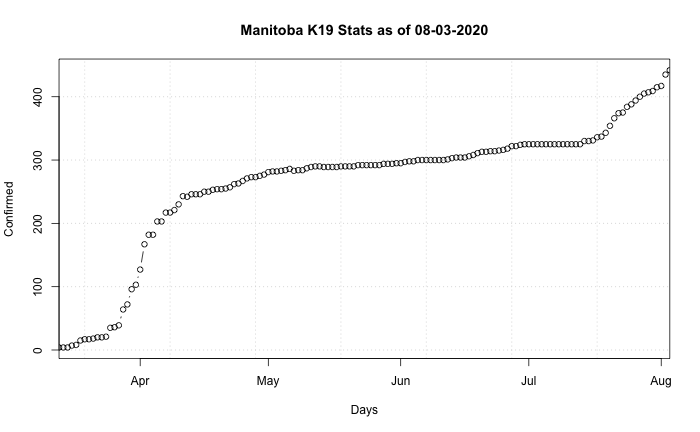 Manitoba K19 Stats as of 08-03-2020
Confirmed
400
300
200
100
0
Apr May Jun Jul Aug
Days